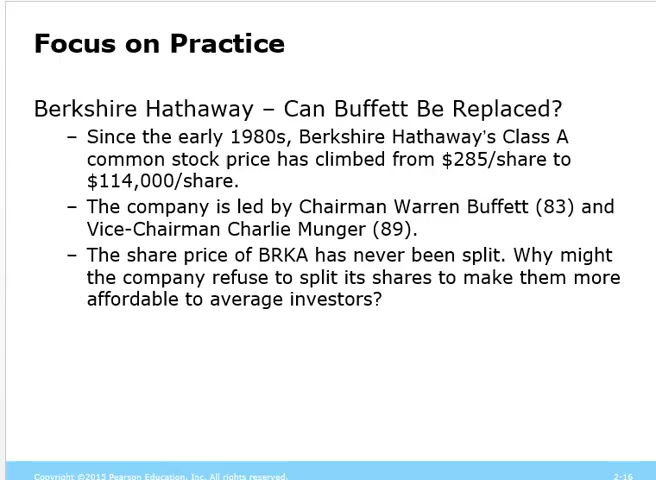 Focus on Practice
Berkshire Hathaway – Can Buffett Be Replaced?
– Since the early 1980s, Berkshire Hathaway’s Class A
common stock price has climbed from $285/share to
$114,000/share.
– The company is led by Chairman Warren Buffett (83) and
Vice-Chairman Charlie Munger (89).
– The share price of BRKA has never been split. Why might
the company refuse to split its shares to make them more
affordable to average investors?
Copyright ©2015 Pearson Education, Inc. All rights reserved.
2-16